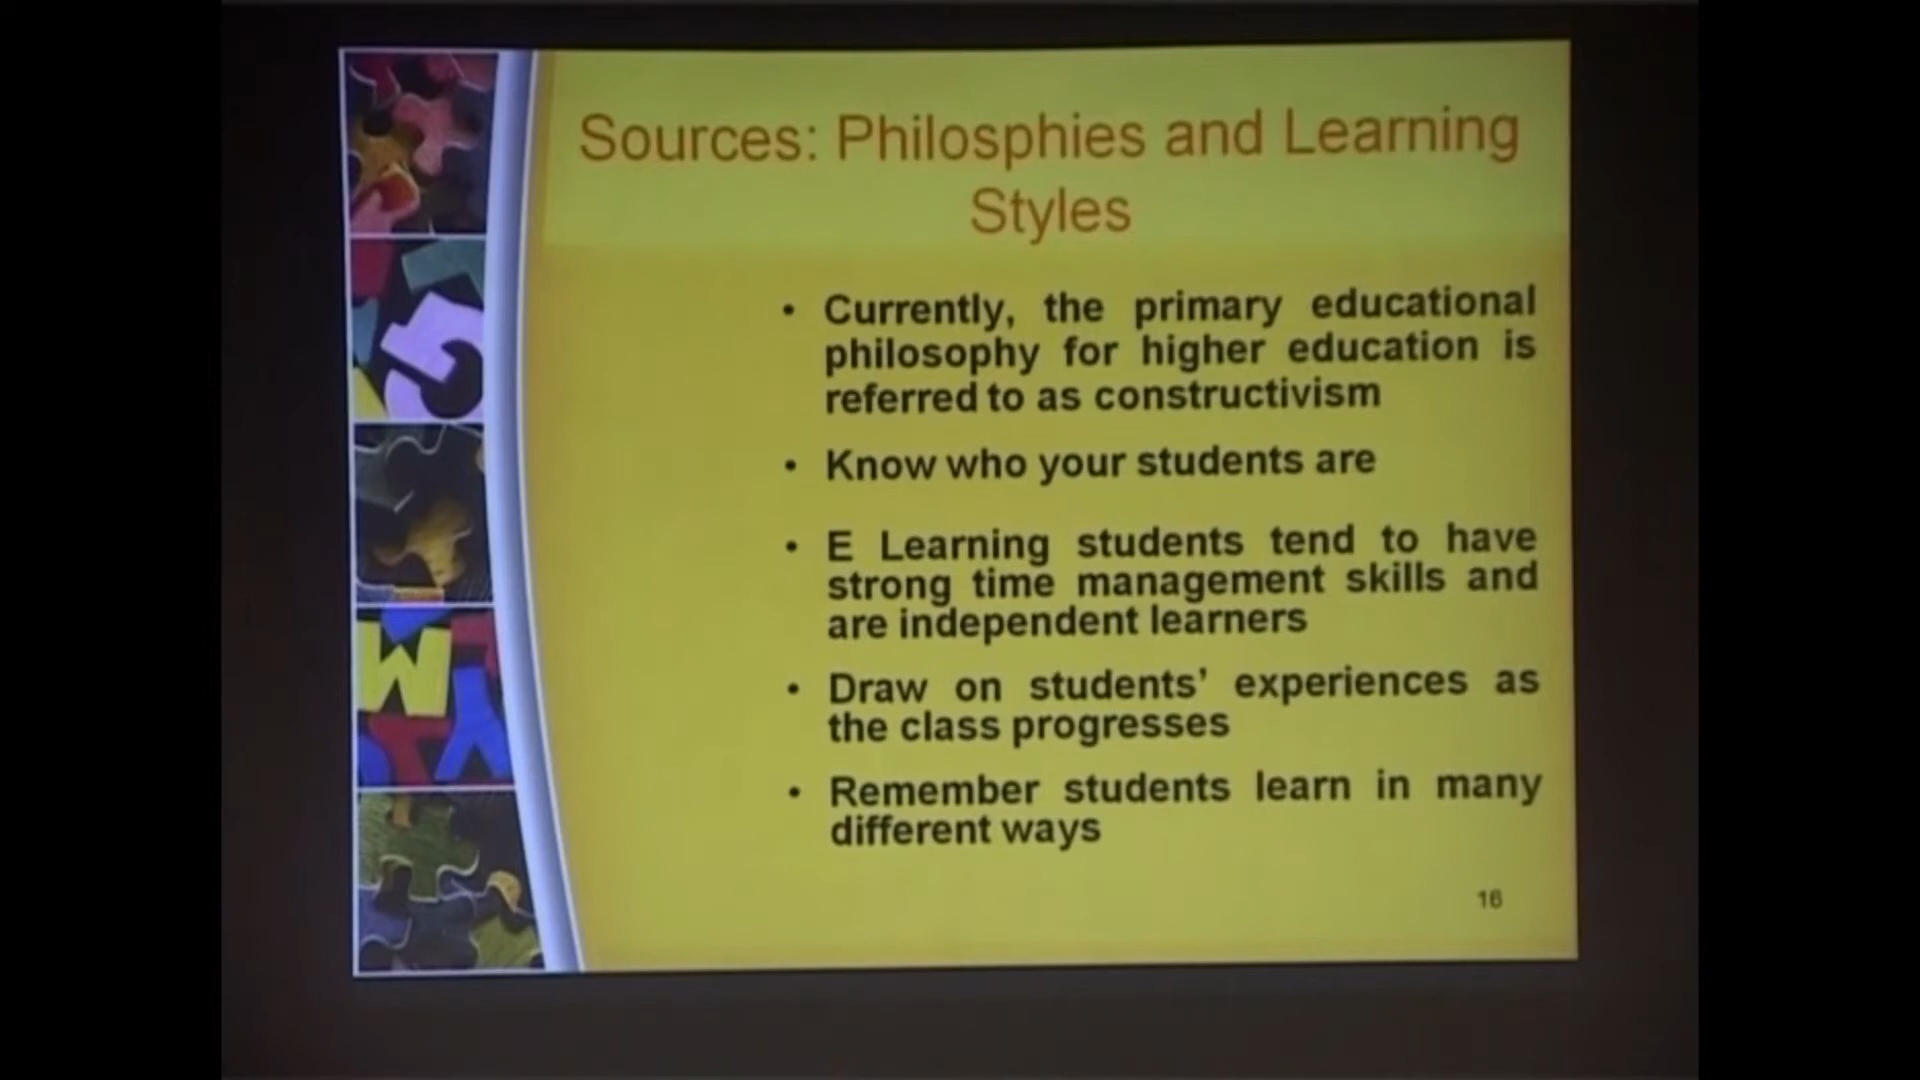 Sources: Philosphies and Learning
Styles
• Currently, the primary educational
philosophy for higher education is
referred to as constructivism
• Know who your students are
• E Learning students tend to have
strong time management skills and
are independent learners
• Draw on students’ experiences as
the class progresses
• Remember students learn in many
different ways
16